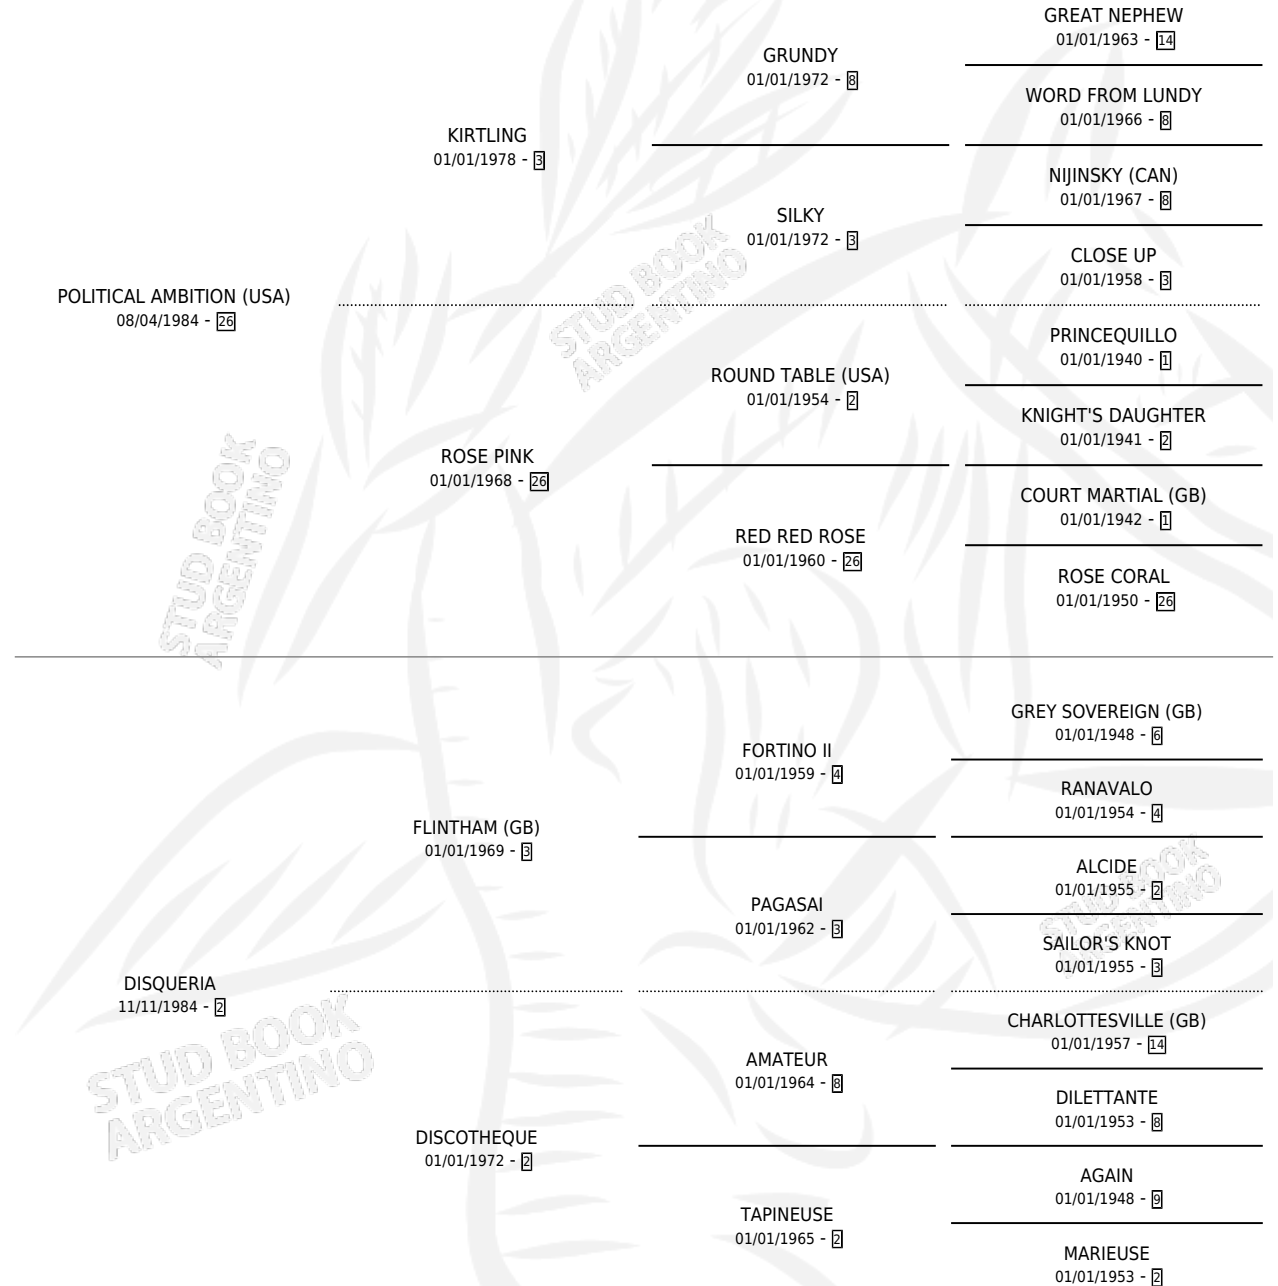 GREAT NEPHEW
01/01/1963 - 14
GRUNDY
01/01/1972 - 8
WORD FROM LUNDY
01/01/1966 - 8
KIRTLING
01/01/1978 - 3
NIJINSKY (CAN)
01/01/1967 - 8
SILKY
01/01/1972 - 3
CLOSE UP
01/01/1958 - 3
POLITICAL AMBITION (USA)
08/04/1984 - 26
PRINCEQUILLO
01/01/1940 - 1
ROUND TABLE (USA)
01/01/1954 - 2
KNIGHT'S DAUGHTER
01/01/1941 - 2
ROSE PINK
01/01/1968 - 26
COURT MARTIAL (GB)
01/01/1942 - 1
RED RED ROSE
01/01/1960 - 26
ROSE CORAL
01/01/1950 - 26
STUD BOOK
ARGENTINO
STUD BOOK
ARGENTINO
GREY SOVEREIGN (GB)
01/01/1948 - 6
FORTINO II
01/01/1959 - 4
RANAVALO
01/01/1954 - 4
FLINTHAM (GB)
01/01/1969 - 3
ALCIDE
01/01/1955 - 2
PAGASAI
01/01/1962 - 3
SAILOR'S KNOT
01/01/1955 - 3
DISQUERIA
11/11/1984 - 2
CHARLOTTESVILLE (GB)
01/01/1957 - 14
AMATEUR
01/01/1964 - 8
DILETTANTE
01/01/1953 - 8
DISCOTHEQUE
01/01/1972 - 2
AGAIN
01/01/1948 - 9
TAPINEUSE
01/01/1965 - 2
MARIEUSE
01/01/1953 - 2
STUD BOOK
ARGENTINO
STUD BOOK
ARGENTINO